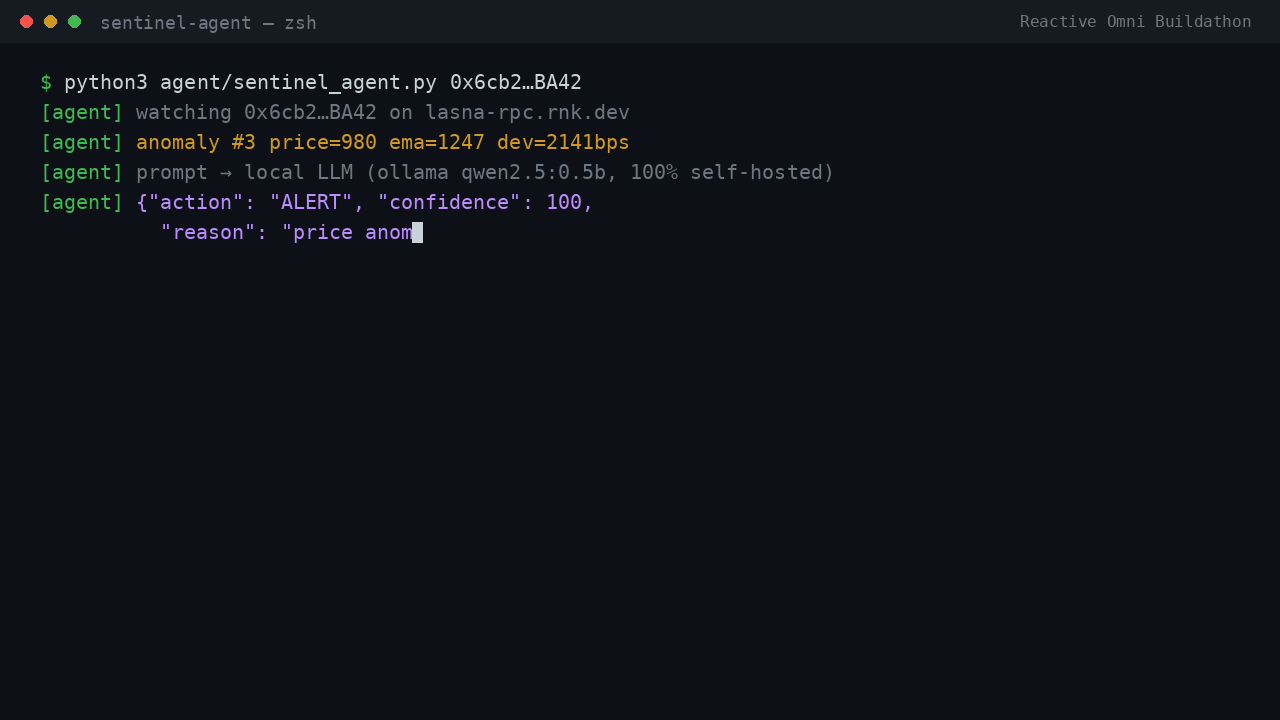 sentinel-agent — zsh
Reactive Omni Buildathon
$ python3 agent/sentinel_agent.py 0x6cb2…BA42
[agent] watching 0x6cb2…BA42 on lasna-rpc.rnk.dev
[agent] anomaly #3 price=980 ema=1247 dev=2141bps
[agent] prompt → local LLM (ollama qwen2.5:0.5b, 100% self-hosted)
[agent] {"action": "ALERT", "confidence": 100,
"reason": "price anom